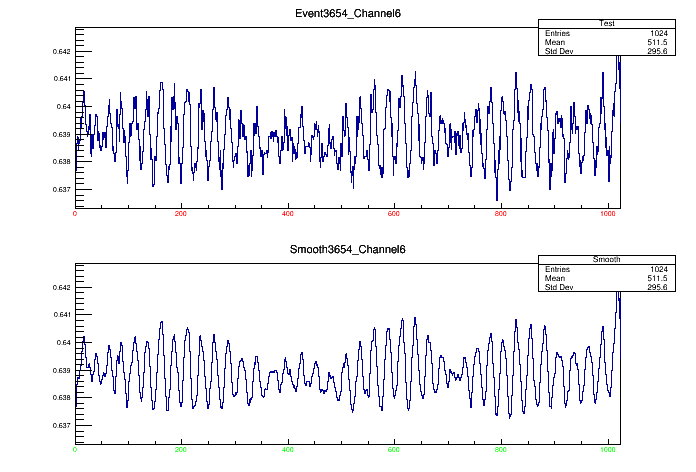 Event3654_Channel6
Test
Entries 1024
Mean 511.5
Std Dev 295.6
0.642
0.641
0.64
0.639
0.638
0.637
0 200 400 600 800 1000
Smooth3654_Channel6
Smooth
Entries 1024
Mean 511.5
Std Dev 295.6
0.642
0.641
0.64
0.639
0.638
0.637
0 200 400 600 800 1000